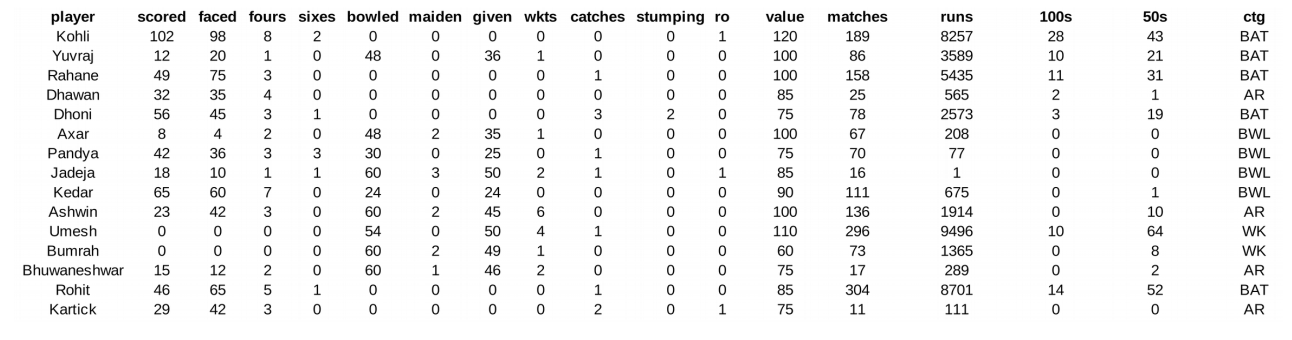 player scored faced fours sixes bowled maiden given wkts catches stumping ro value matches runs 100s 50s ctg
Kohli 102 98 8 2 0 0 0 0 0 0 1 120 189 8257 28 43 BAT
Yuvraj 12 20 1 0 48 0 36 1 0 0 0 100 86 3589 10 21 BAT
Rahane 49 75 3 0 0 0 0 0 1 0 0 100 158 5435 11 31 BAT
Dhawan 32 35 4 0 0 0 0 0 0 0 0 85 25 565 2 1 AR
Dhoni 56 45 3 1 0 0 0 0 3 2 0 75 78 2573 3 19 BAT
Axar 8 4 2 0 48 2 35 1 0 0 0 100 67 208 0 0 BWL
Pandya 42 36 3 3 30 0 25 0 1 0 0 75 70 77 0 0 BWL
Jadeja 18 10 1 1 60 3 50 2 1 0 1 85 16 1 0 0 BWL
Kedar 65 60 7 0 24 0 24 0 0 0 0 90 111 675 0 1 BWL
Ashwin 23 42 3 0 60 2 45 6 0 0 0 100 136 1914 0 10 AR
Umesh 0 0 0 0 54 0 50 4 1 0 0 110 296 9496 10 64 WK
Bumrah 0 0 0 0 60 2 49 1 0 0 0 60 73 1365 0 8 WK
Bhuwaneshwar 15 12 2 0 60 1 46 2 0 0 0 75 17 289 0 2 AR
Rohit 46 65 5 1 0 0 0 0 1 0 0 85 304 8701 14 52 BAT
Kartick 29 42 3 0 0 0 0 0 2 0 1 75 11 111 0 0 AR